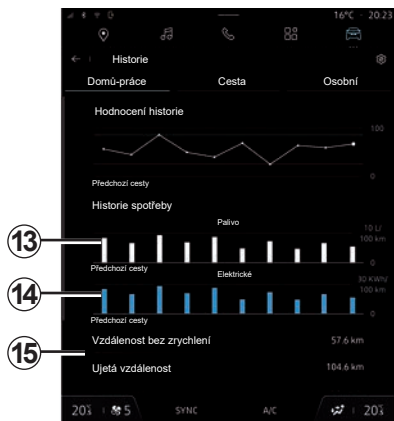 16°C · 20:23
← Historie
Domů-práce Cesta Osobní
Hodnocení historie
100
0
Předchozí cesty
Historie spotřeby
Palivo
10 L/
100 km
13
0
Předchozí cesty
Elektrické
30 KWh/
100 km
14
0
Předchozí cesty
15
Vzdálenost bez zrychlení 57.6 km
Ujetá vzdálenost 104.6 km
5 SYNC A/C